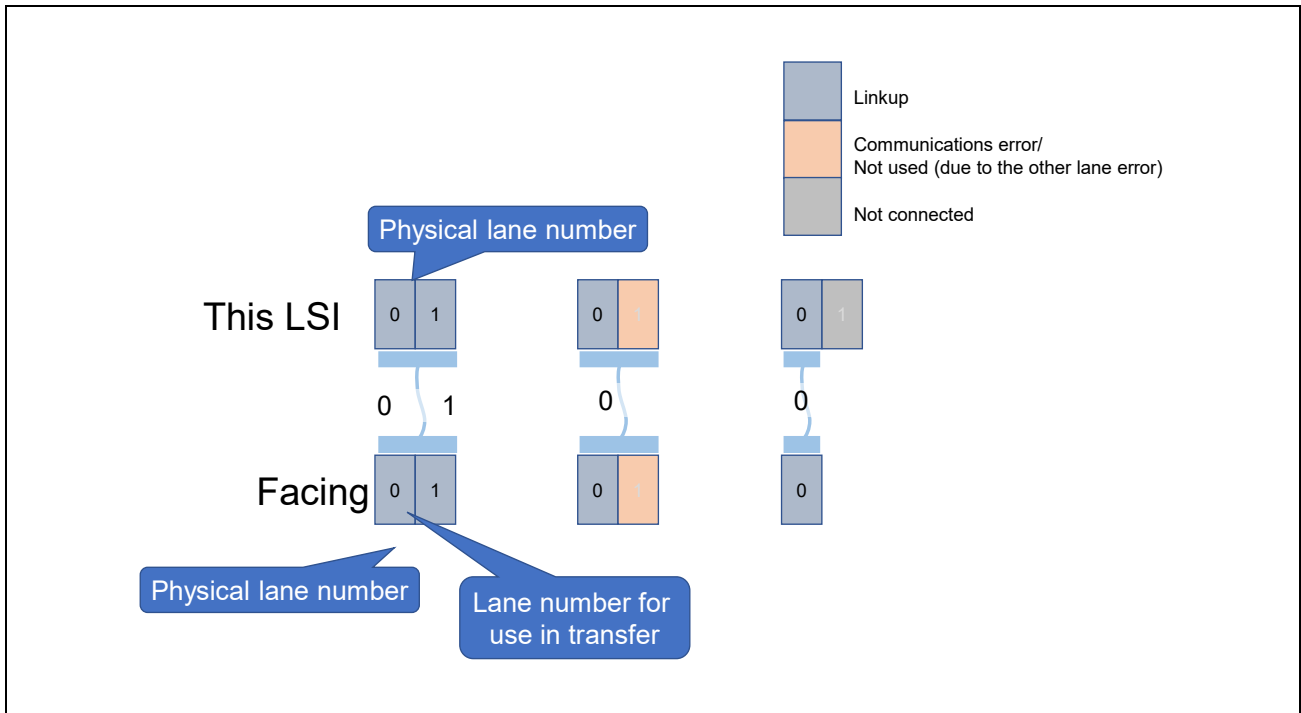 Linkup
Communications error/
Not used (due to the other lane error)
Not connected
Physical lane number
This LSI
0 1
0 1
0 1
0 1
0
0
Facing
0 1
0 1
0
Physical lane number
Lane number for
use in transfer